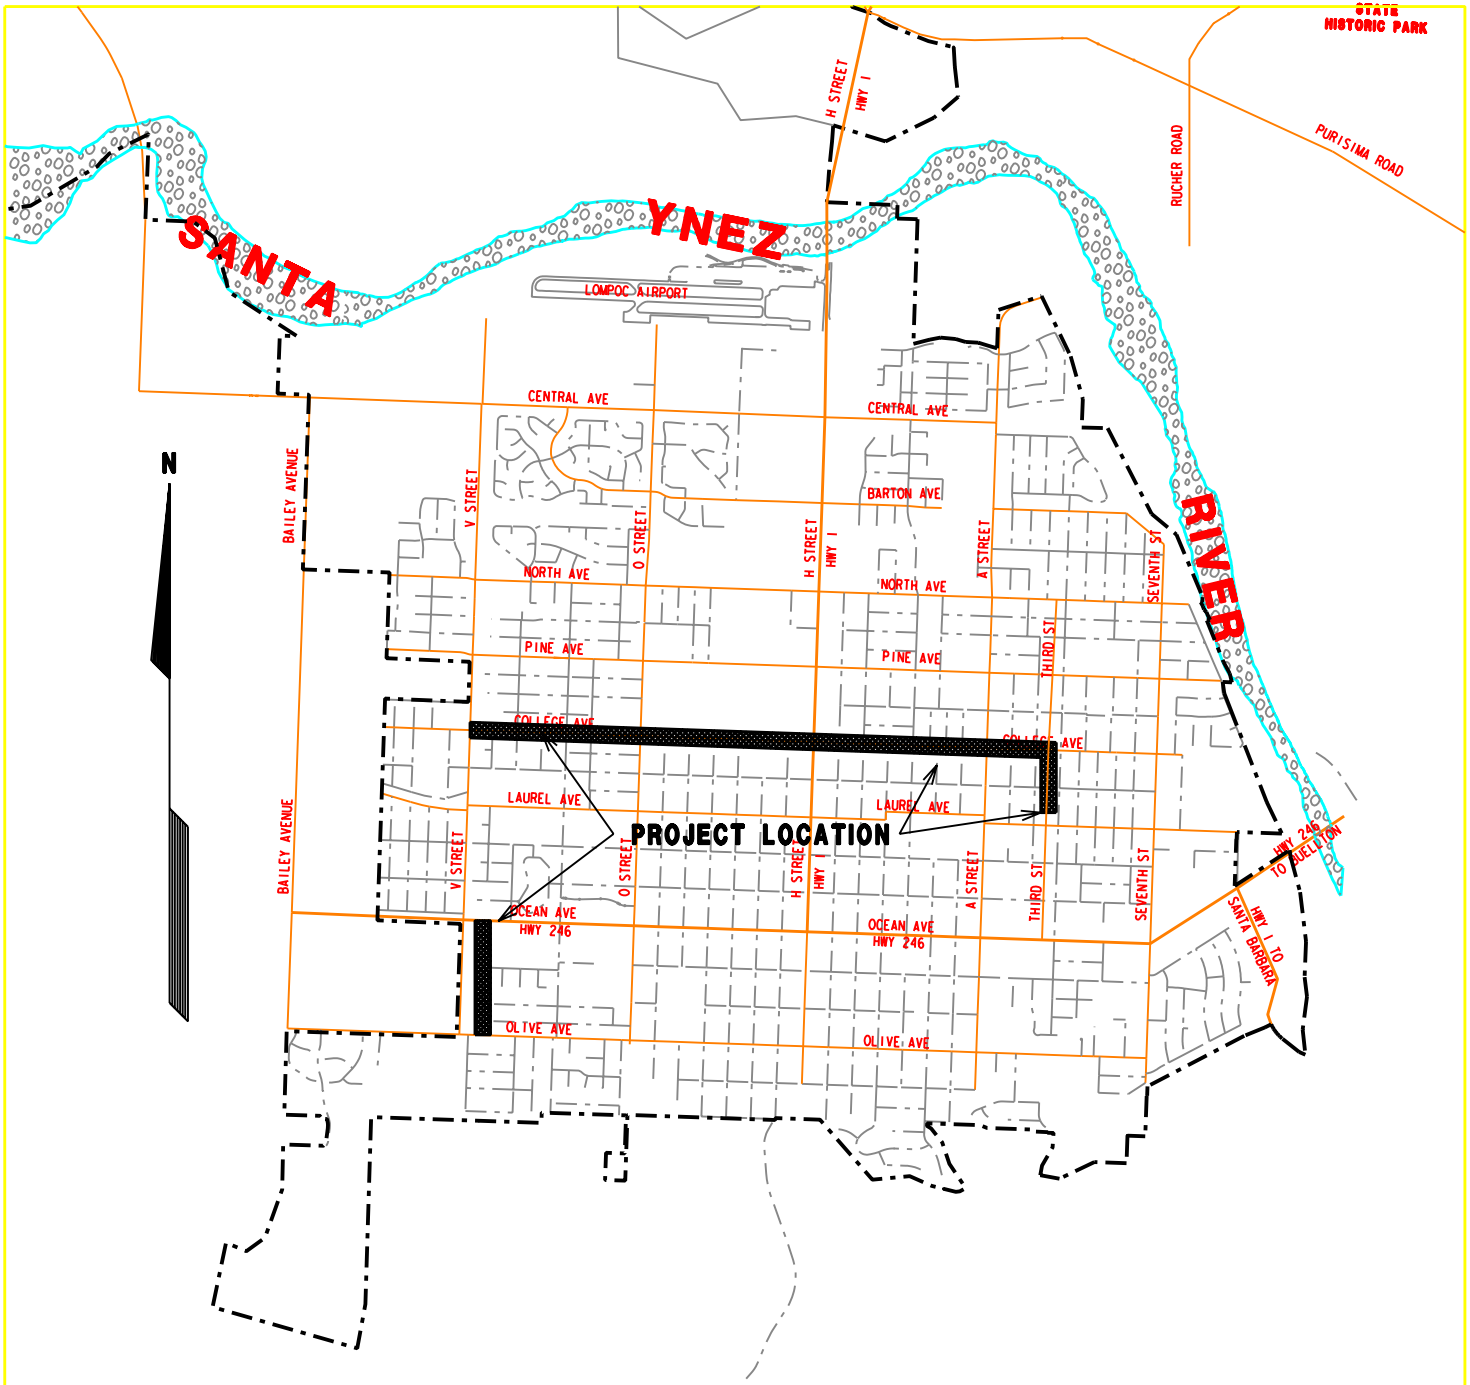 STATE
HISTORIC PARK
H STREET
HWY 1
RUCHER ROAD
PURISIMA ROAD
SANTA
YNEZ
RIVER
LOMPOC AIRPORT
CENTRAL AVE
CENTRAL AVE
N
BAILEY AVENUE
V STREET
BARTON AVE
O STREET
H STREET
HWY 1
A STREET
SEVENTH ST
NORTH AVE
NORTH AVE
THIRD ST
PINE AVE
PINE AVE
COLLEGE AVE
COLLEGE AVE
LAUREL AVE
LAUREL AVE
PROJECT LOCATION
BAILEY AVENUE
V STREET
O STREET
H STREET
HWY 1
A STREET
THIRD ST
SEVENTH ST
HWY 246
TO BUELLTON
OCEAN AVE
HWY 246
OCEAN AVE
HWY 246
HWY 1 TO
SANTA BARBARA
OLIVE AVE
OLIVE AVE